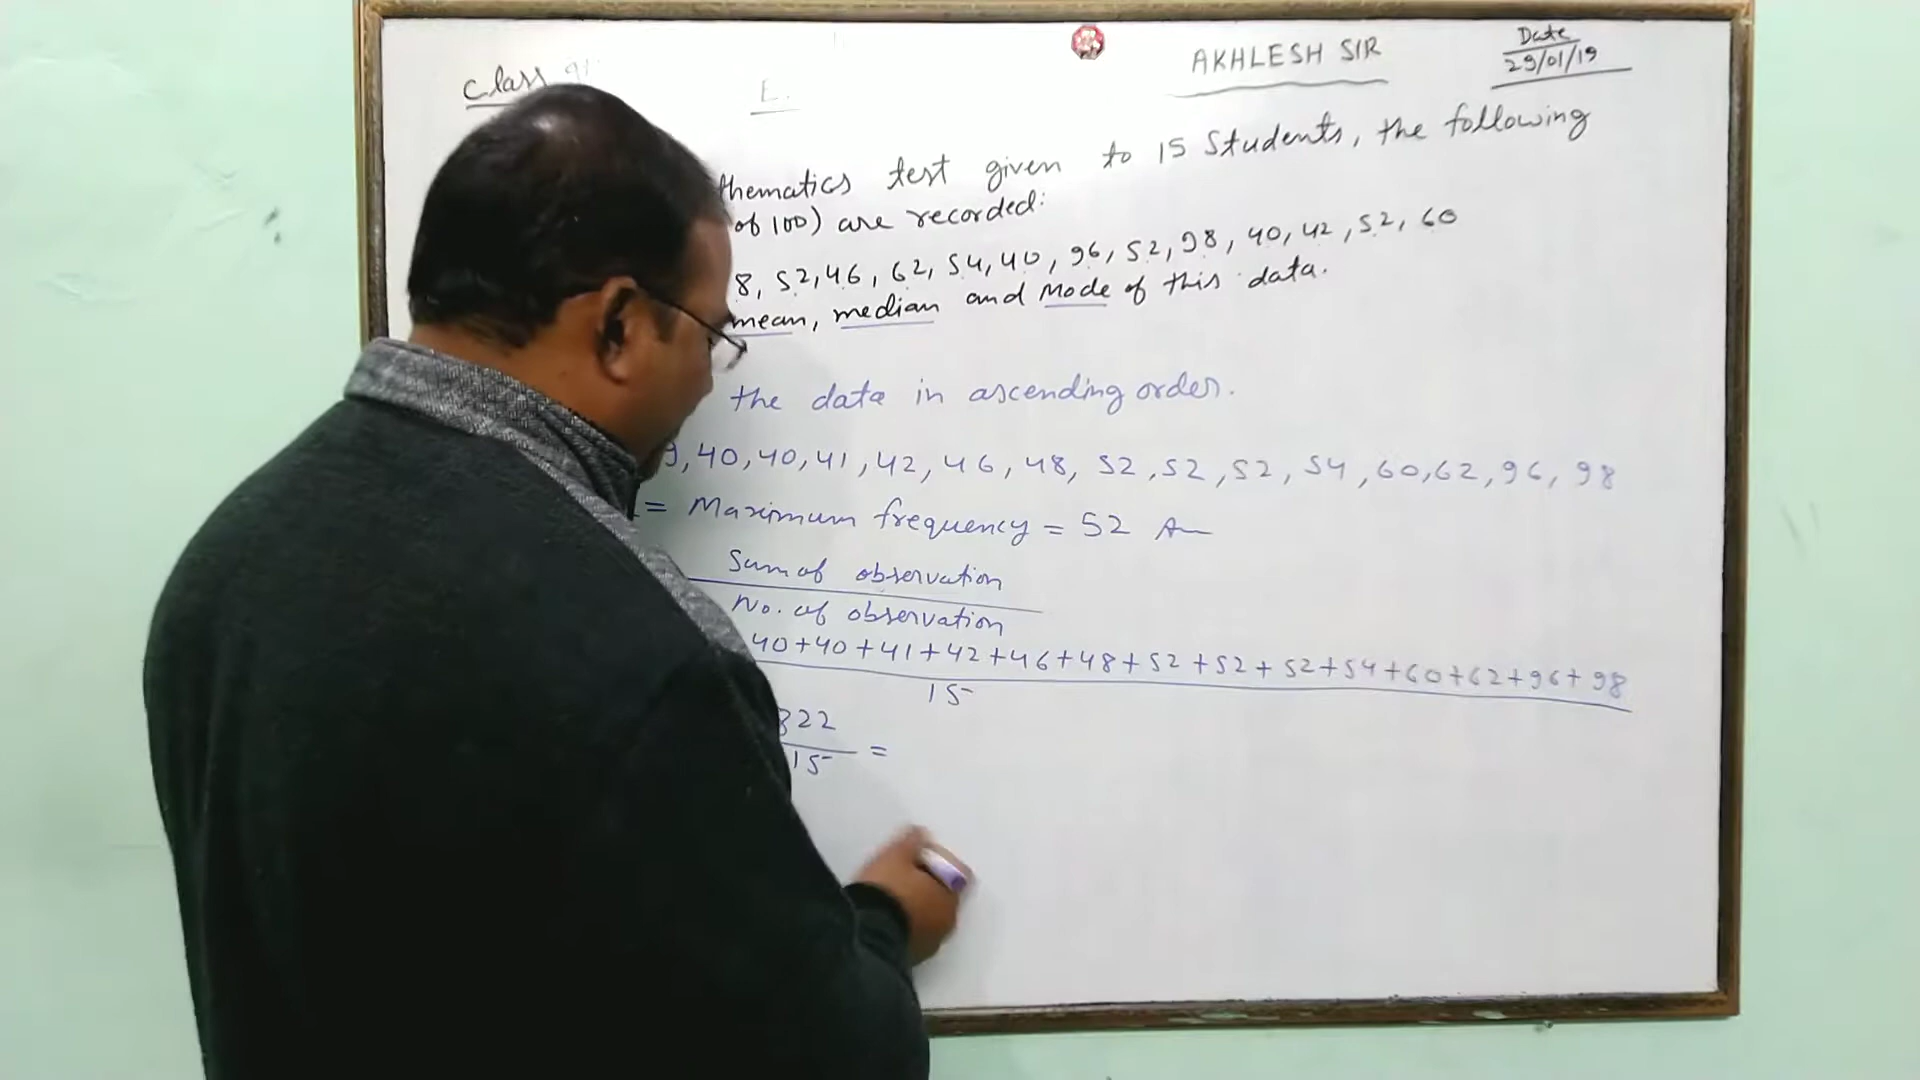 Class
E.
AKHLESH SIR
Date
29/01/19
thematics test given to 15 Students, the following
of 100) are recorded:
8, 52, 46, 62, 54, 40, 96, 52, 98, 40, 42, 52, 60
mean, median and Mode of this data.
the data in ascending order.
9, 40, 40, 41, 42, 46, 48, 52, 52, 52, 54, 60, 62, 96, 98
= Maximum frequency = 52 An
Sum of observation
No. of observation
40+40+41+42+46+48+52+52+52+54+60+62+96+98
15
822
15 =